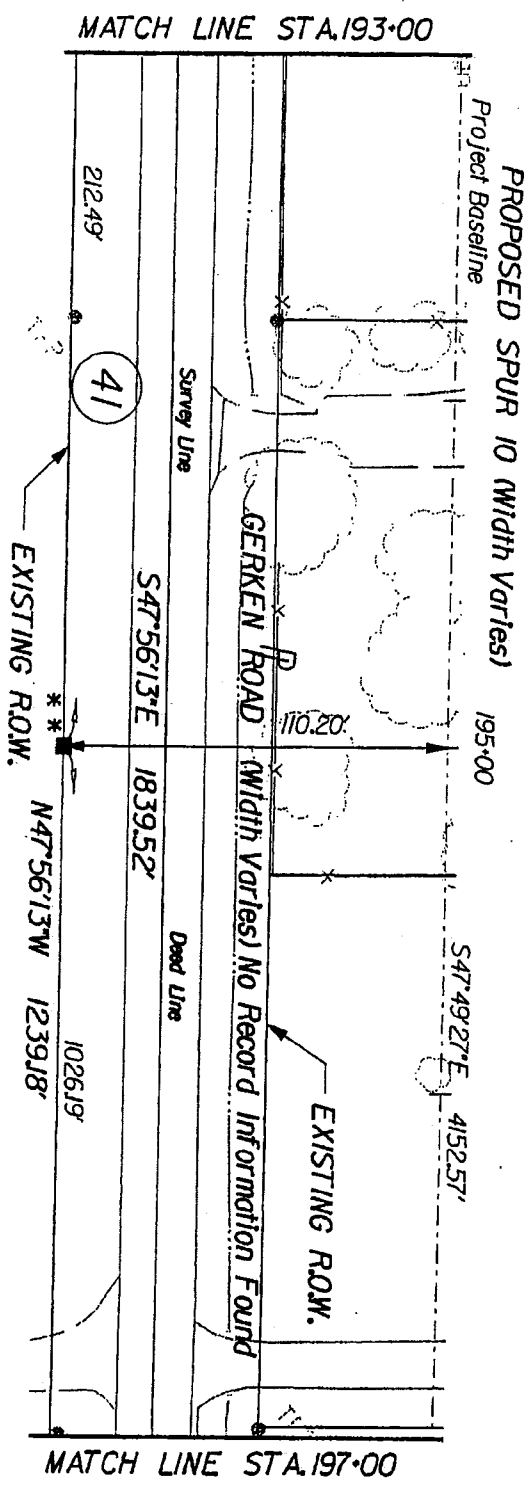 MATCH LINE STA.193+00
PROPOSED SPUR 10 (Width Varies)
Project Baseline
195+00
S47°49'27"E 4152.57'
110.20'
GERKEN ROAD (Width Varies) No Record Information Found
EXISTING R.O.W.
Survey Line
Deed Line
S47°56'13"E 1839.52'
212.49'
41
EXISTING R.O.W.
**
N47°56'13"W 1239.18'
1026.19'
MATCH LINE STA.197+00